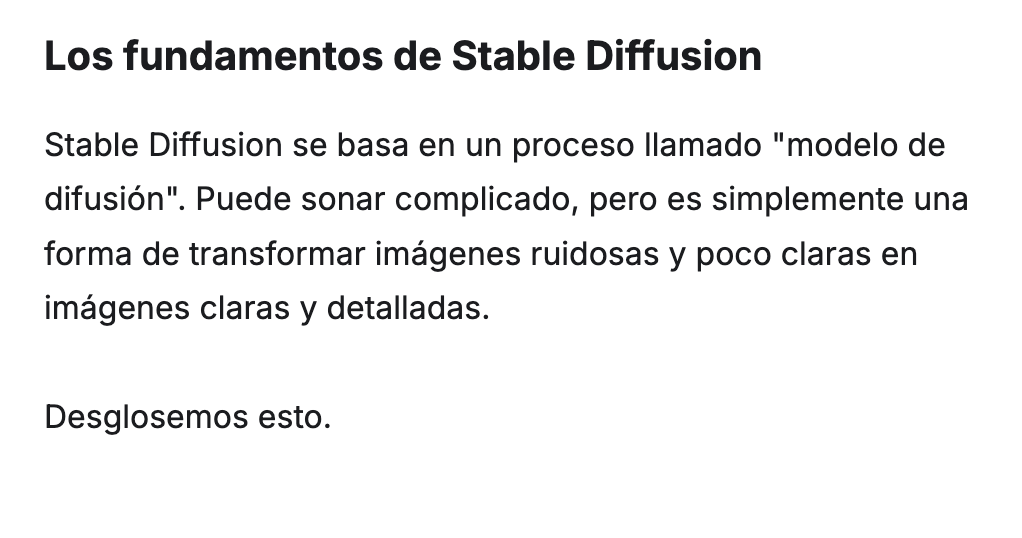 Los fundamentos de Stable Diffusion
Stable Diffusion se basa en un proceso llamado "modelo de
difusión". Puede sonar complicado, pero es simplemente una
forma de transformar imágenes ruidosas y poco claras en
imágenes claras y detalladas.
Desglosemos esto.